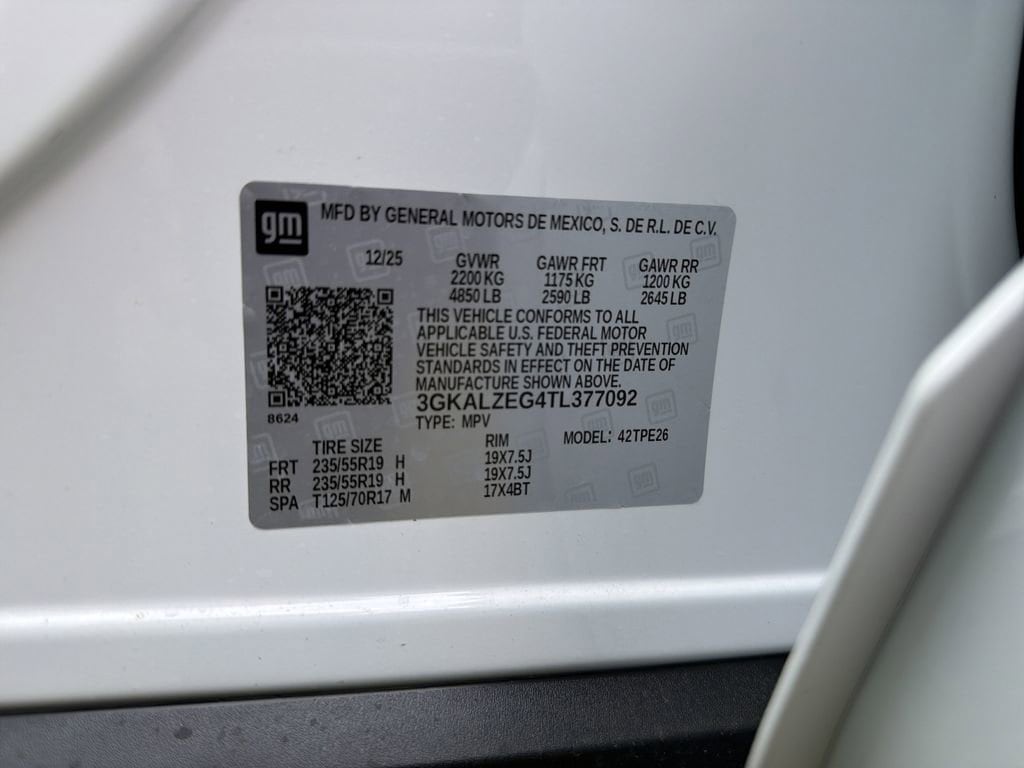 gm MFD BY GENERAL MOTORS DE MEXICO, S. DE R.L. DE C.V.
12/25 GVWR GAWR FRT GAWR RR
2200 KG 1175 KG 1200 KG
4850 LB 2590 LB 2645 LB
THIS VEHICLE CONFORMS TO ALL
APPLICABLE U.S. FEDERAL MOTOR
VEHICLE SAFETY AND THEFT PREVENTION
STANDARDS IN EFFECT ON THE DATE OF
MANUFACTURE SHOWN ABOVE.
3GKALZEG4TL377092
8624
TYPE: MPV MODEL: 42TPE26
TIRE SIZE RIM
FRT 235/55R19 H 19X7.5J
RR 235/55R19 H 19X7.5J
SPA T125/70R17 M 17X4BT